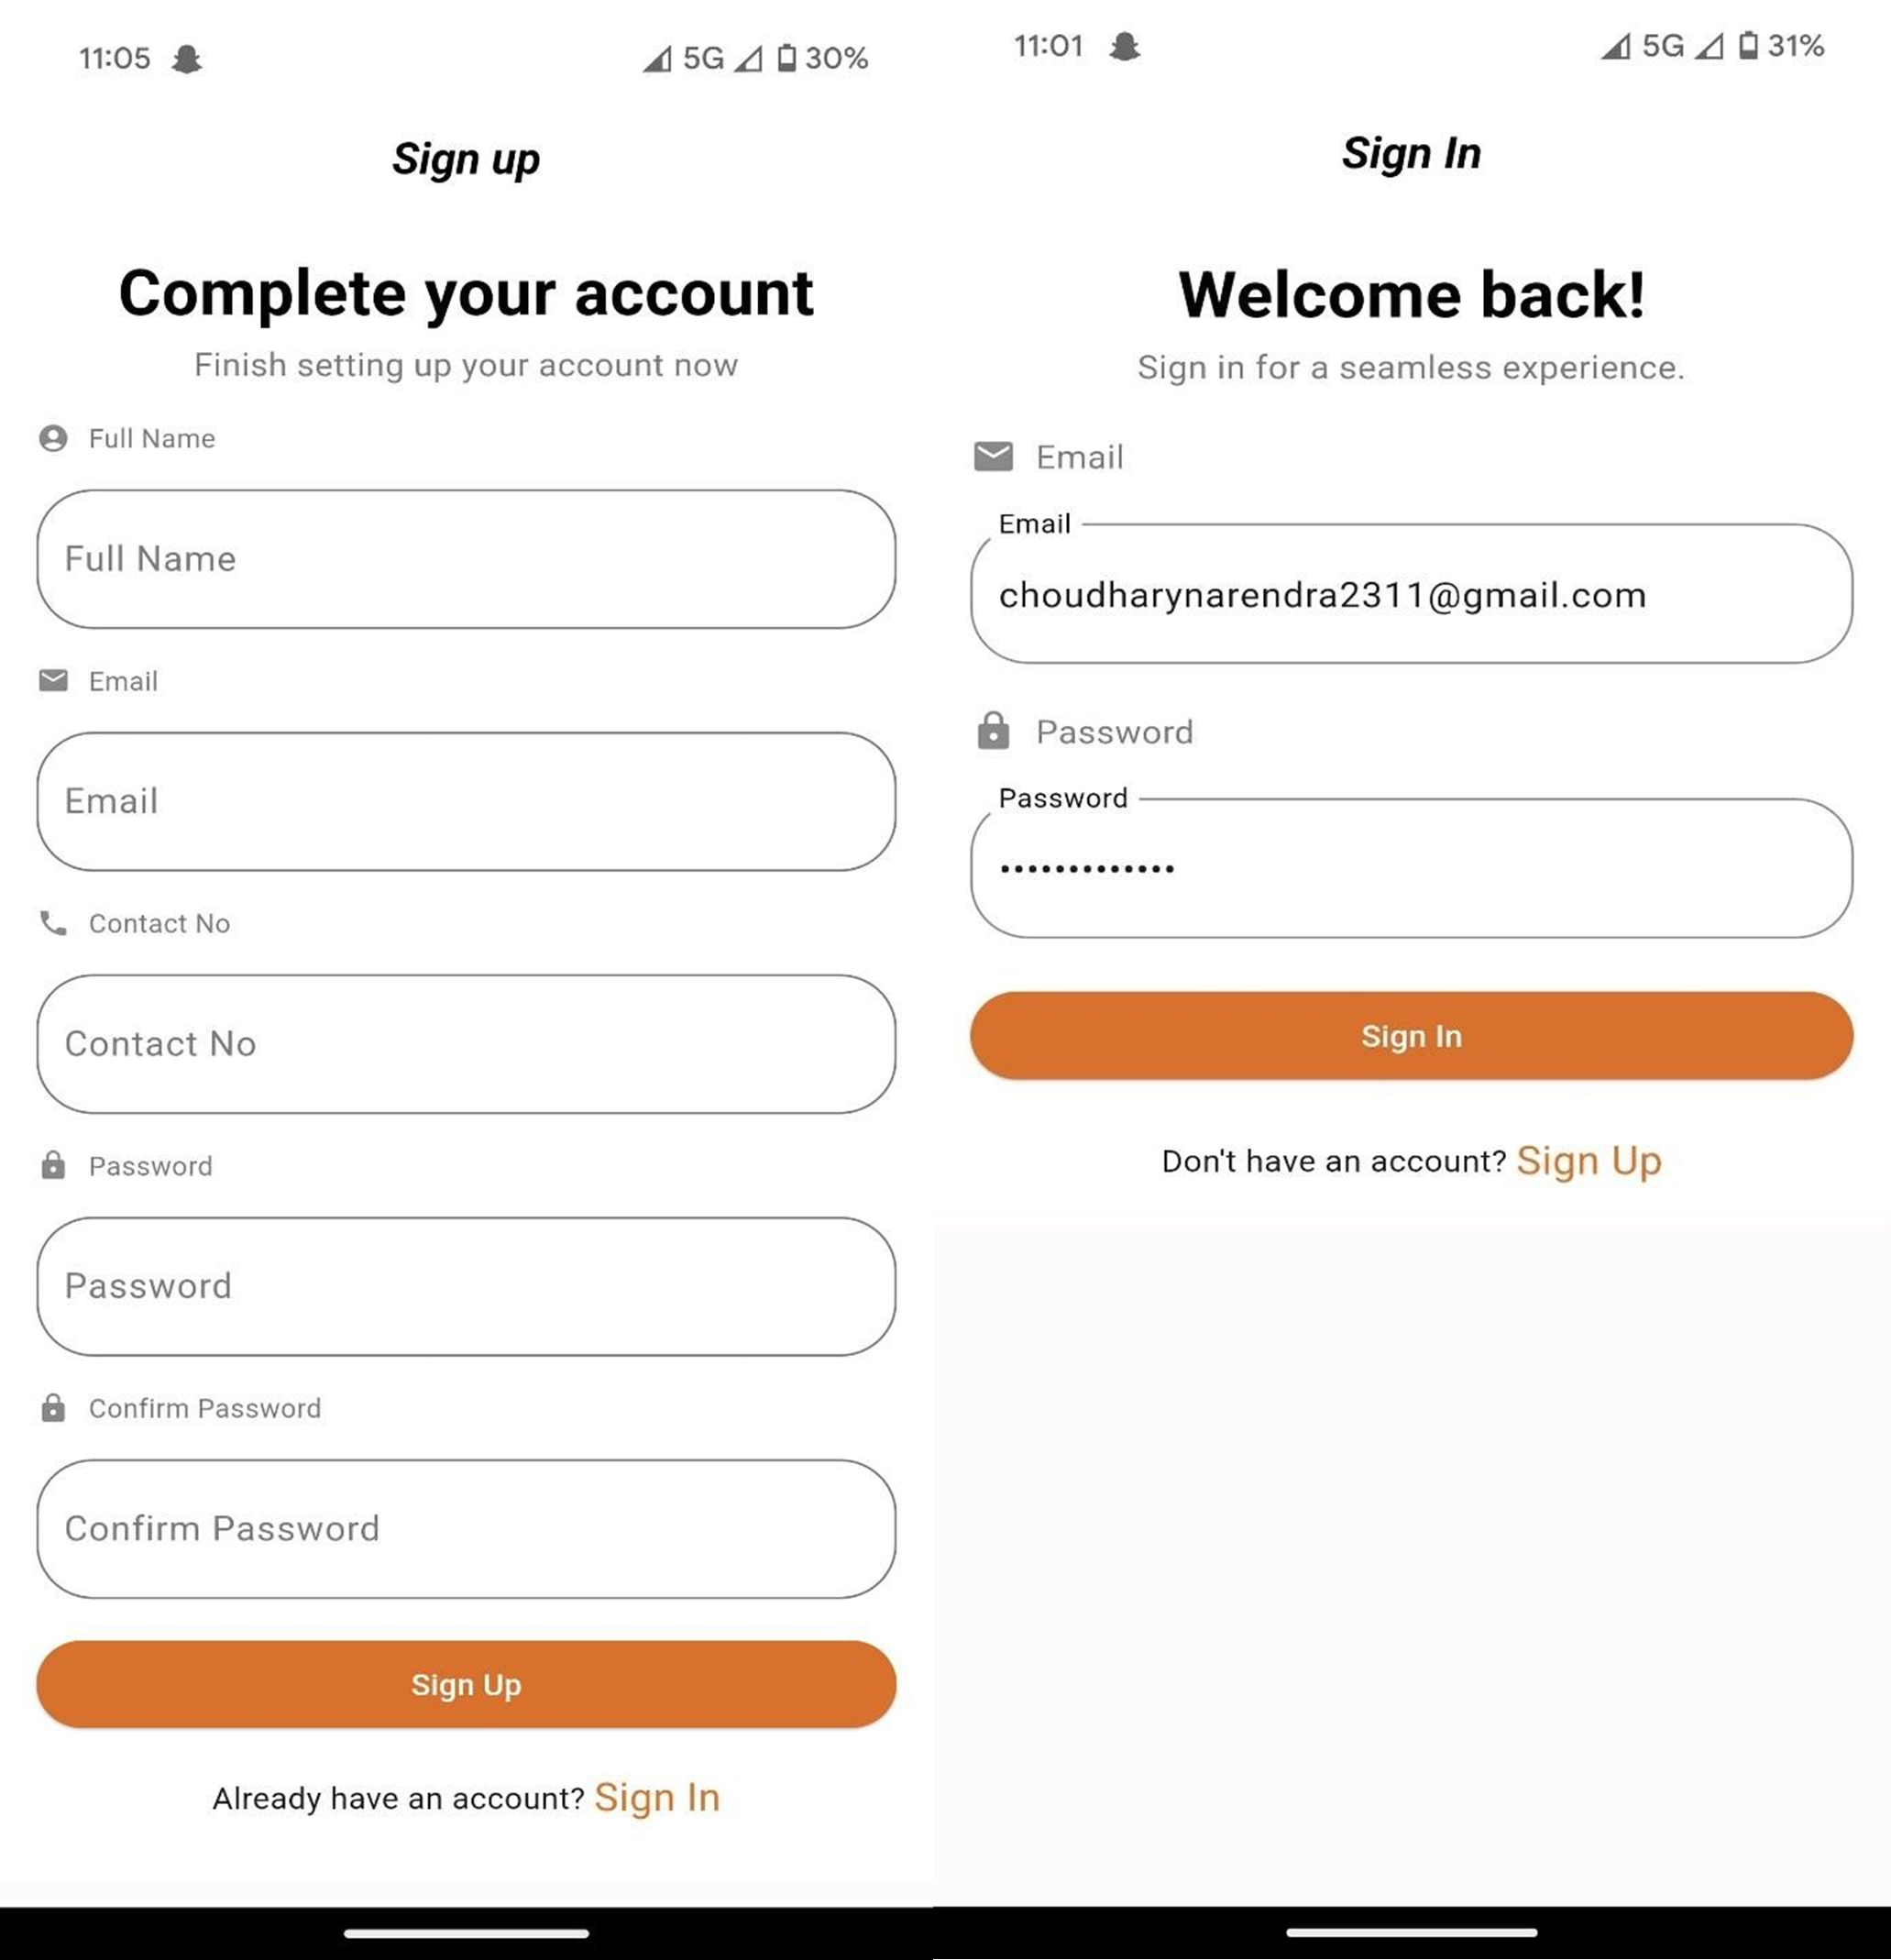 11:05 5G 30%
Sign up
Complete your account
Finish setting up your account now
Full Name
Full Name
Email
Email
Contact No
Contact No
Password
Password
Confirm Password
Confirm Password
Sign Up
Already have an account? Sign In
11:01 5G 31%
Sign In
Welcome back!
Sign in for a seamless experience.
Email
Email
choudharynarendra2311@gmail.com
Password
Password
•••••••••••••
Sign In
Don't have an account? Sign Up